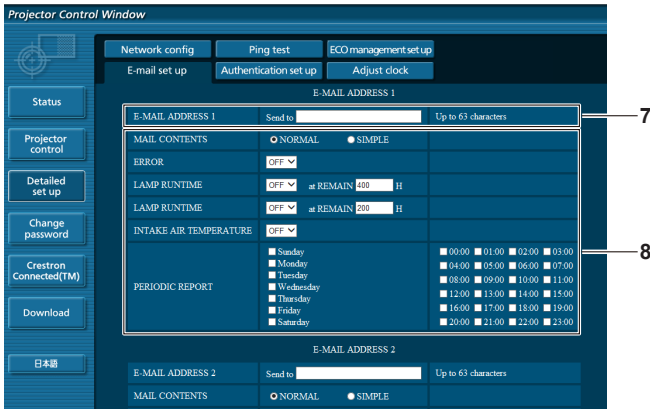 Projector Control Window
Network config Ping test ECO management set up
E-mail set up Authentication set up Adjust clock
Status
Projector control
Detailed set up
Change password
Crestron Connected(TM)
Download
日本語
E-MAIL ADDRESS 1
E-MAIL ADDRESS 1 Send to Up to 63 characters
7
MAIL CONTENTS NORMAL SIMPLE
ERROR OFF
LAMP RUNTIME OFF at REMAIN 400 H
LAMP RUNTIME OFF at REMAIN 200 H
INTAKE AIR TEMPERATURE OFF
8
PERIODIC REPORT
Sunday
Monday
Tuesday
Wednesday
Thursday
Friday
Saturday
00:00 01:00 02:00 03:00
04:00 05:00 06:00 07:00
08:00 09:00 10:00 11:00
12:00 13:00 14:00 15:00
16:00 17:00 18:00 19:00
20:00 21:00 22:00 23:00
E-MAIL ADDRESS 2
E-MAIL ADDRESS 2 Send to Up to 63 characters
MAIL CONTENTS NORMAL SIMPLE